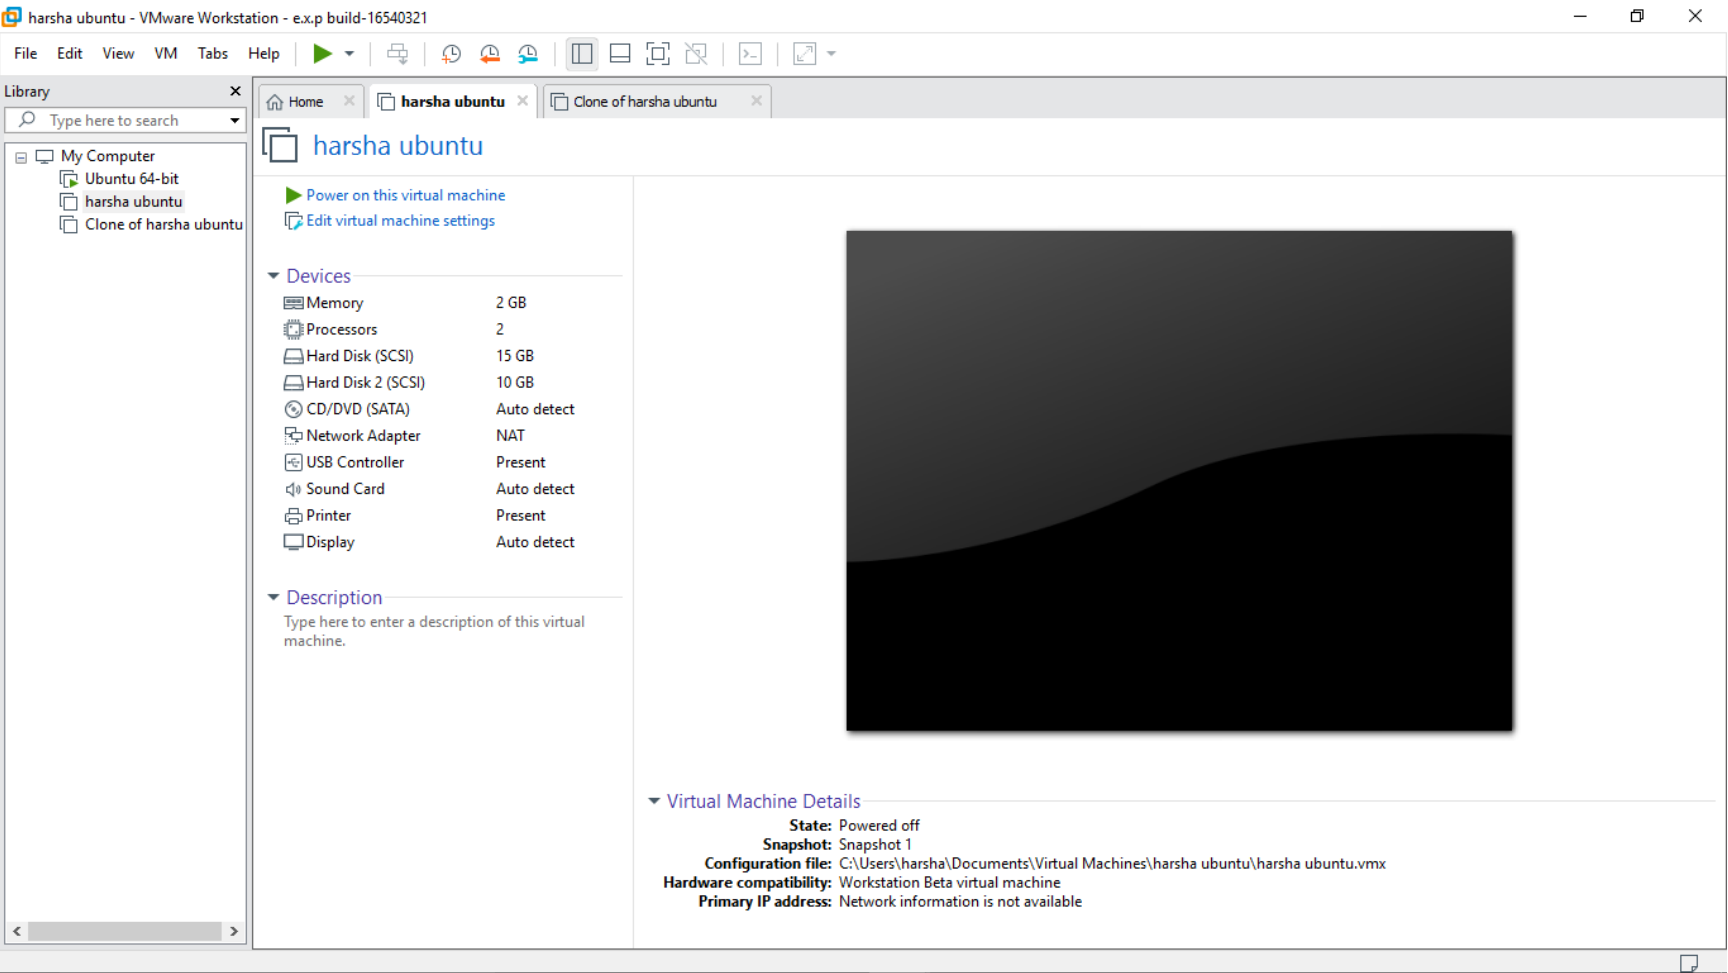 harsha ubuntu - VMware Workstation - e.x.p build-16540321
File Edit View VM Tabs Help
Library
Type here to search
My Computer
Ubuntu 64-bit
harsha ubuntu
Clone of harsha ubuntu
Home
harsha ubuntu
Clone of harsha ubuntu
harsha ubuntu
Power on this virtual machine
Edit virtual machine settings
Devices
Memory 2 GB
Processors 2
Hard Disk (SCSI) 15 GB
Hard Disk 2 (SCSI) 10 GB
CD/DVD (SATA) Auto detect
Network Adapter NAT
USB Controller Present
Sound Card Auto detect
Printer Present
Display Auto detect
Description
Type here to enter a description of this virtual
machine.
Virtual Machine Details
State: Powered off
Snapshot: Snapshot 1
Configuration file: C:\Users\harsha\Documents\Virtual Machines\harsha ubuntu\harsha ubuntu.vmx
Hardware compatibility: Workstation Beta virtual machine
Primary IP address: Network information is not available